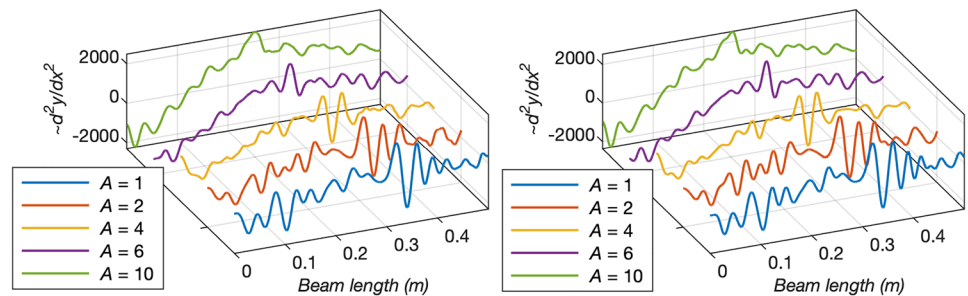 2000
0
-2000
~d²y/dx²
A = 1
A = 2
A = 4
A = 6
A = 10
0
0.1
0.2
0.3
0.4
Beam length (m)
2000
0
-2000
~d²y/dx²
A = 1
A = 2
A = 4
A = 6
A = 10
0
0.1
0.2
0.3
0.4
Beam length (m)